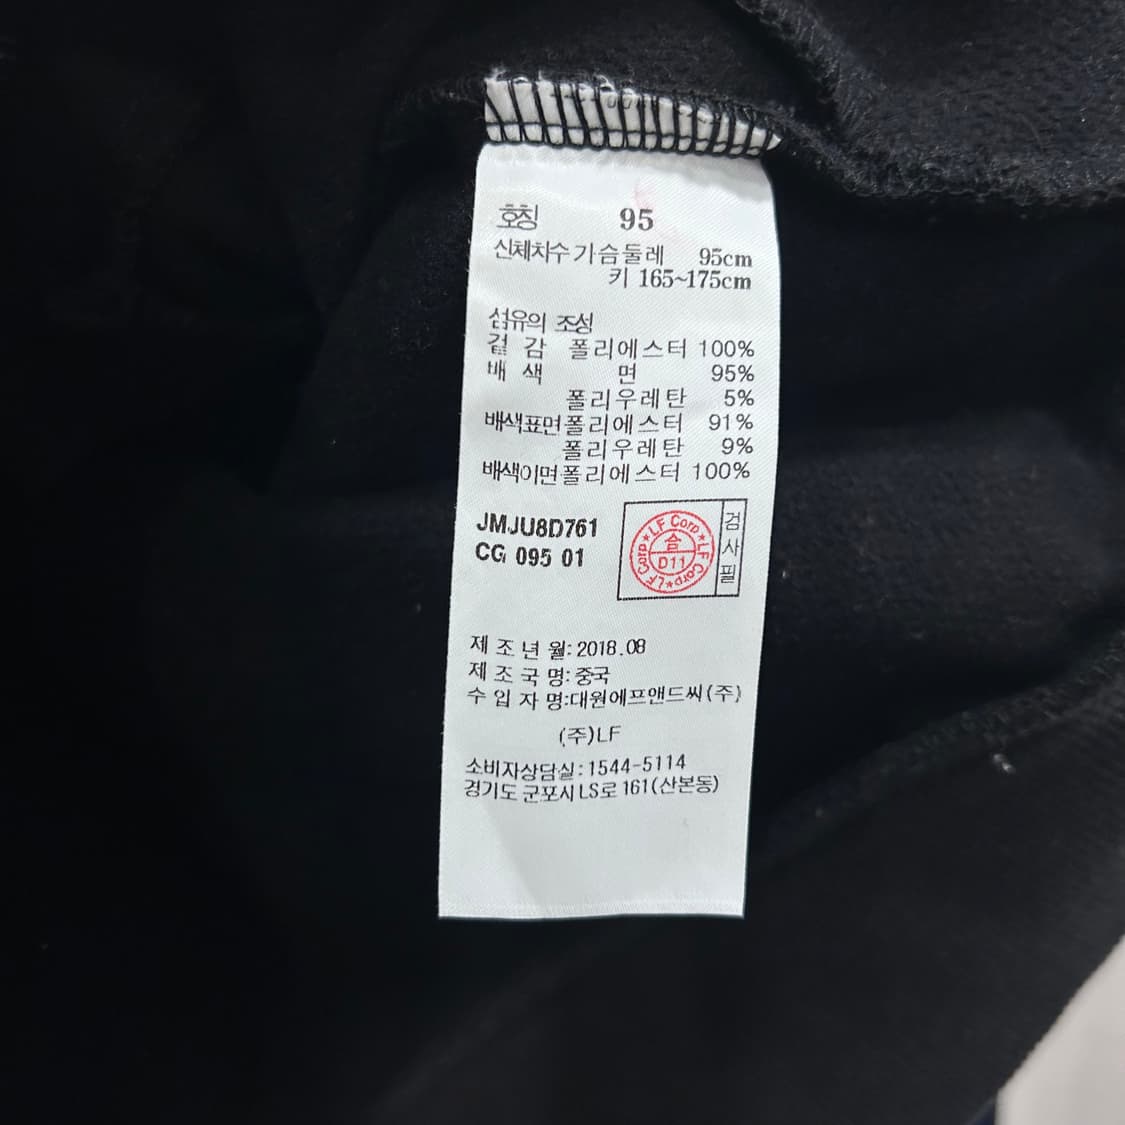 호칭 95
신체치수 가슴둘레 95cm
키 165~175cm
섬유의 조성
겉 감 폴리에스터 100%
배 색 면 95%
폴리우레탄 5%
배색표면 폴리에스터 91%
폴리우레탄 9%
배색이면 폴리에스터 100%
JMJU8D761
CG 095 01
LF Corp★LF Corp★LF Corp★
숨
D11
검사필
제 조 년 월: 2018.08
제 조 국 명: 중국
수 입 자 명:대원에프앤드씨(주)
(주)LF
소비자상담실: 1544-5114
경기도 군포시 LS로 161(산본동)